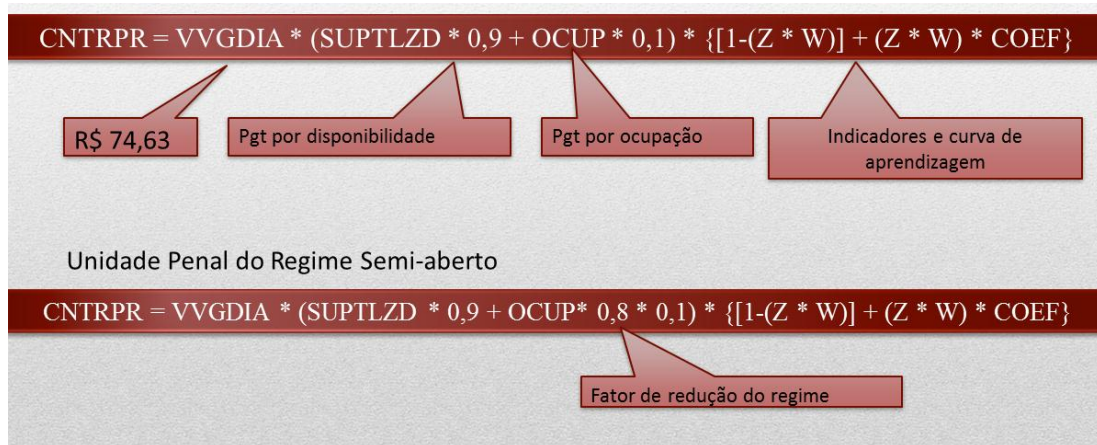 CNTRPR = VVGDIA * (SUPTLZD * 0,9 + OCUP * 0,1) * {[1-(Z * W)] + (Z * W) * COEF}
R$ 74,63
Pgt por disponibilidade
Pgt por ocupação
Indicadores e curva de
aprendizagem
Unidade Penal do Regime Semi-aberto
CNTRPR = VVGDIA * (SUPTLZD * 0,9 + OCUP* 0,8 * 0,1) * {[1-(Z * W)] + (Z * W) * COEF}
Fator de redução do regime